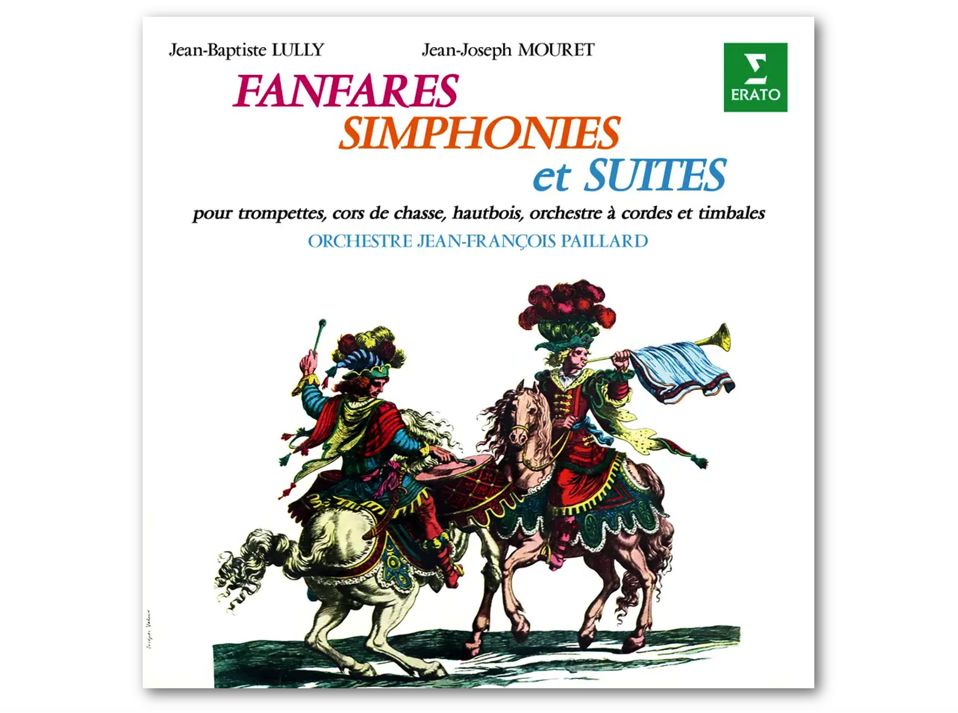 Jean-Baptiste LULLY Jean-Joseph MOURET
FANFARES
SIMPHONIES
et SUITES
ERATO
pour trompettes, cors de chasse, hautbois, orchestre à cordes et timbales
ORCHESTRE JEAN-FRANÇOIS PAILLARD